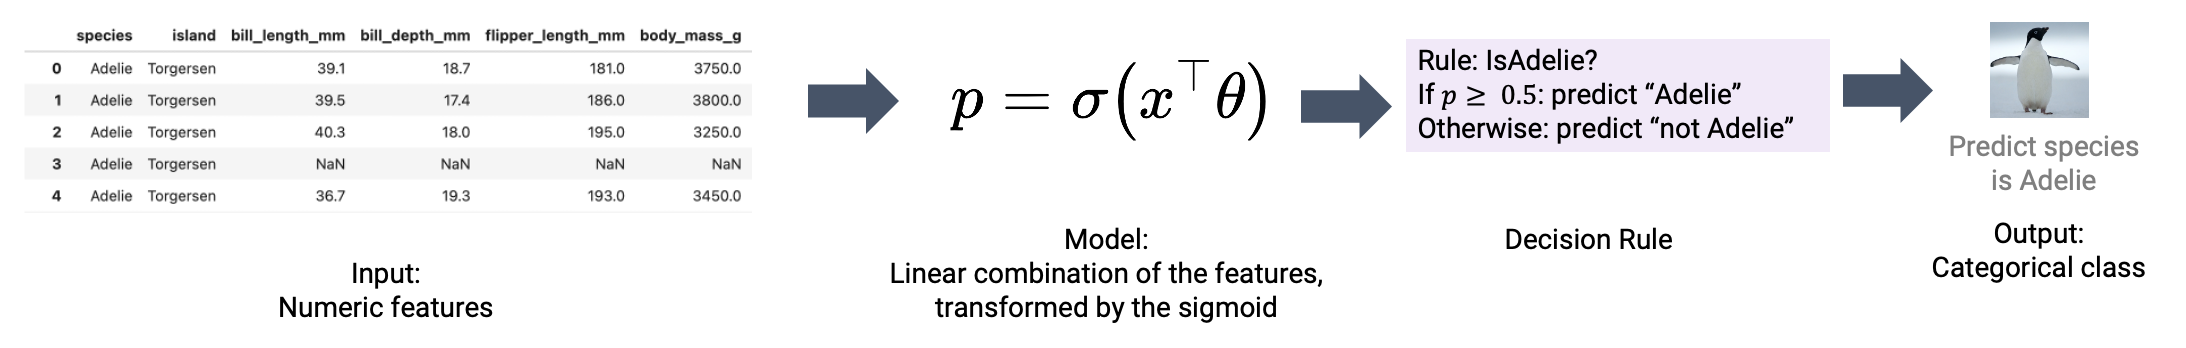 species island bill_length_mm bill_depth_mm flipper_length_mm body_mass_g
0 Adelie Torgersen 39.1 18.7 181.0 3750.0
1 Adelie Torgersen 39.5 17.4 186.0 3800.0
2 Adelie Torgersen 40.3 18.0 195.0 3250.0
3 Adelie Torgersen NaN NaN NaN NaN
4 Adelie Torgersen 36.7 19.3 193.0 3450.0
Input:
Numeric features
p = σ(x⊤θ)
Model:
Linear combination of the features,
transformed by the sigmoid
Rule: IsAdelie?
If p ≥ 0.5: predict “Adelie”
Otherwise: predict “not Adelie”
Decision Rule
Predict species
is Adelie
Output:
Categorical class